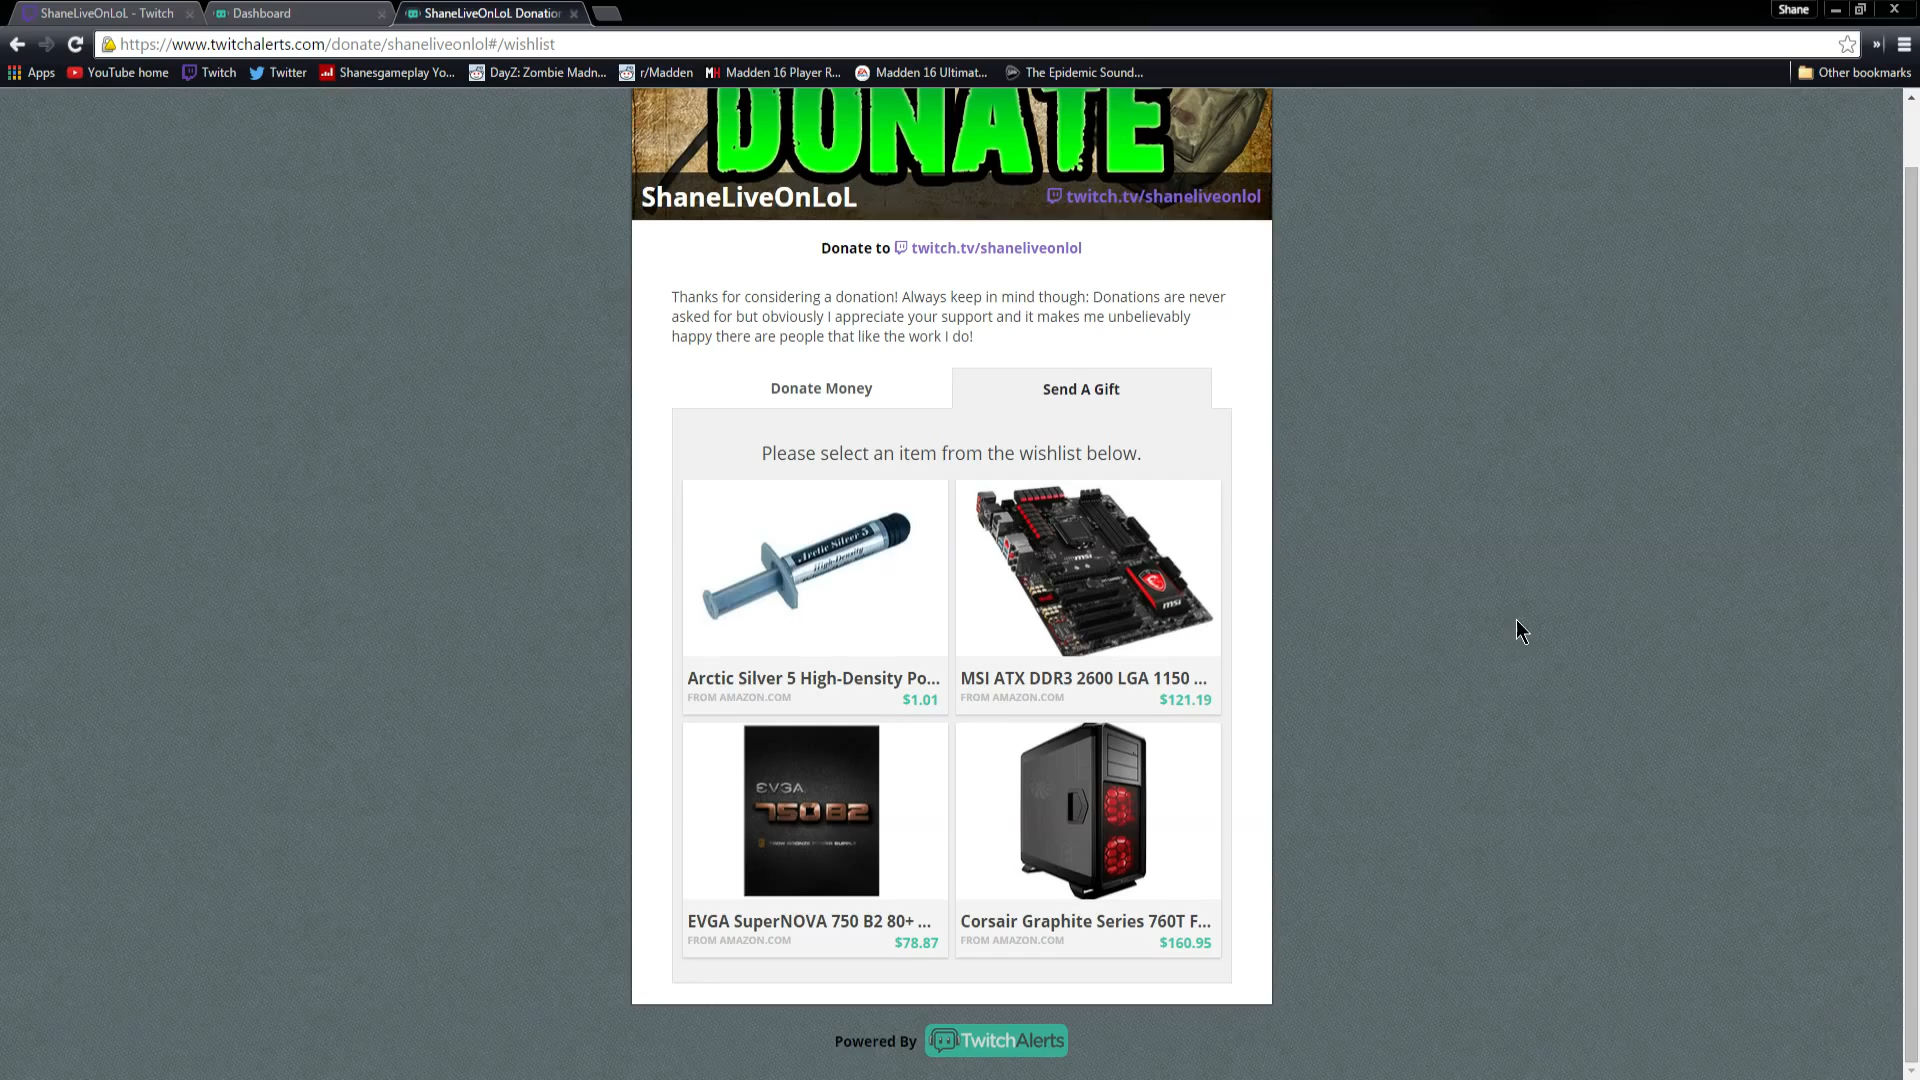 ShaneLiveOnLoL - Twitch
Dashboard
ShaneLiveOnLoL Donatio
Shane
https://www.twitchalerts.com/donate/shaneliveonlol#/wishlist
Apps
YouTube home
Twitch
Twitter
Shanesgameplay Yo...
DayZ: Zombie Madn...
r/Madden
Madden 16 Player R...
Madden 16 Ultimat...
The Epidemic Sound...
Other bookmarks
DONATE
ShaneLiveOnLoL
twitch.tv/shaneliveonlol
Donate to twitch.tv/shaneliveonlol
Thanks for considering a donation! Always keep in mind though: Donations are never
asked for but obviously I appreciate your support and it makes me unbelievably
happy there are people that like the work I do!
Donate Money
Send A Gift
Please select an item from the wishlist below.
Arctic Silver 5
High-Density
msi
msi
Arctic Silver 5 High-Density Po...
FROM AMAZON.COM
$1.01
MSI ATX DDR3 2600 LGA 1150 ...
FROM AMAZON.COM
$121.19
EVGA
750 B2
EVGA SuperNOVA 750 B2 80+ ...
FROM AMAZON.COM
$78.87
Corsair Graphite Series 760T F...
FROM AMAZON.COM
$160.95
Powered By TwitchAlerts